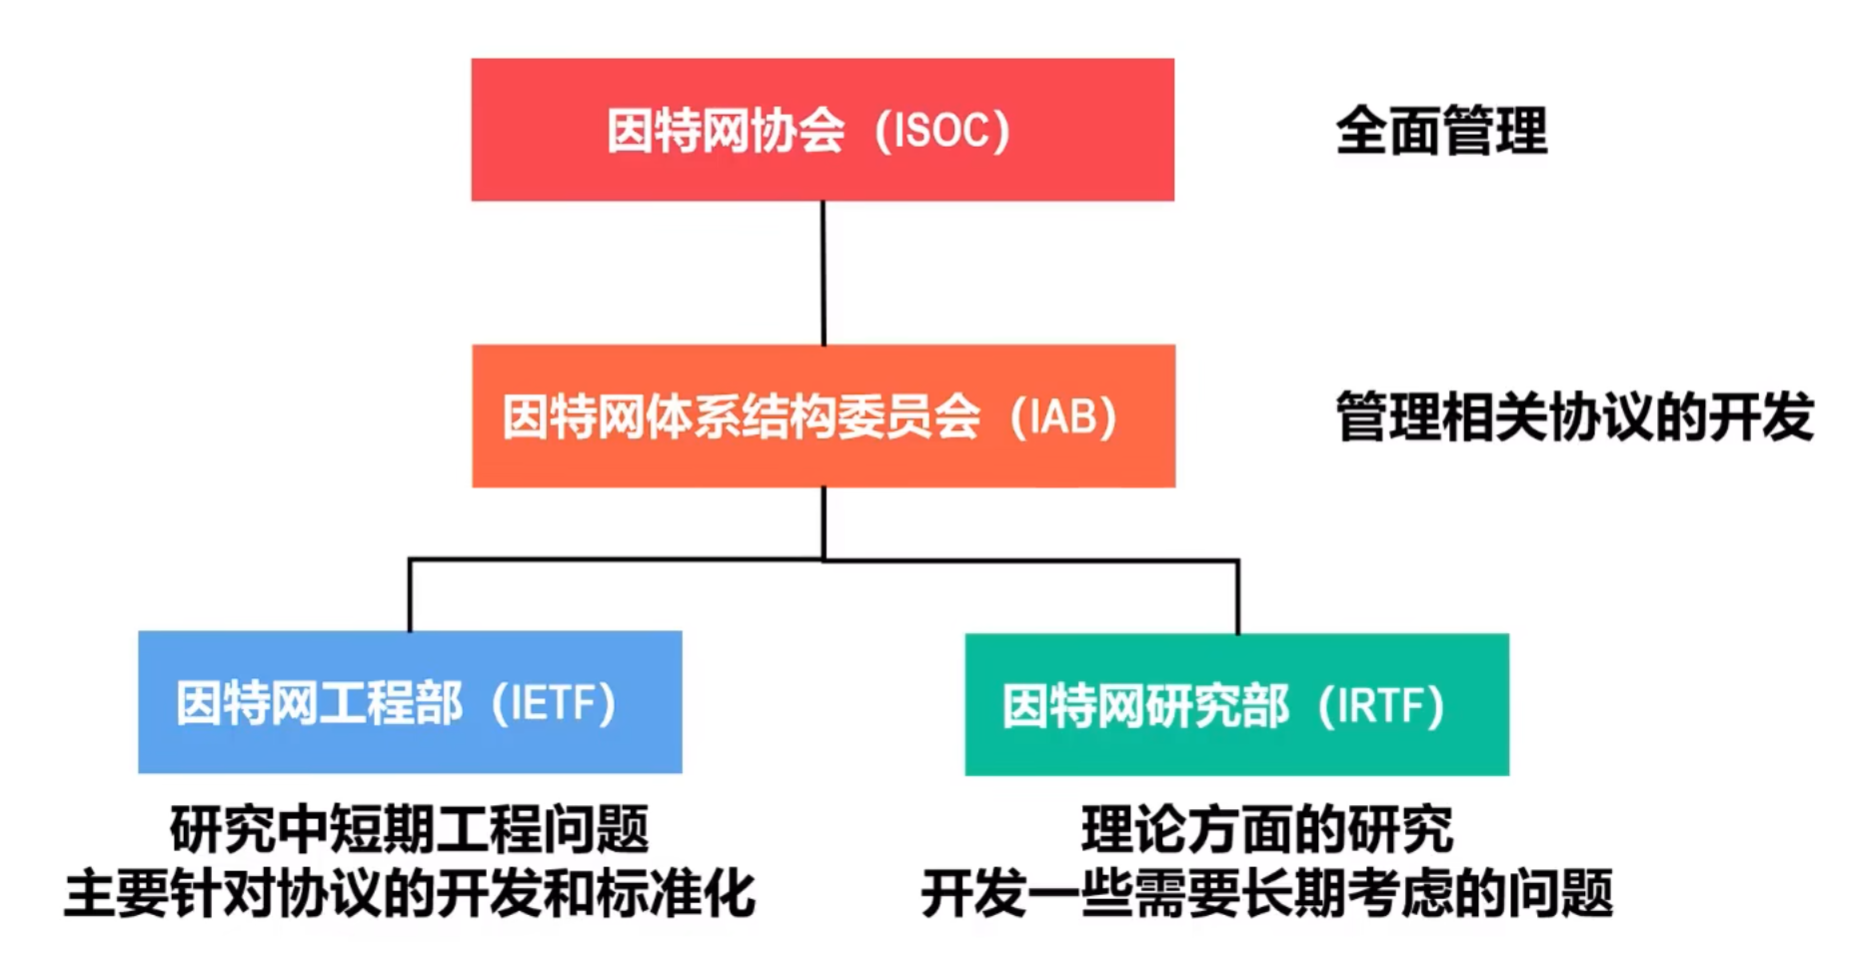 因特网协会（ISOC）
全面管理
因特网体系结构委员会（IAB）
管理相关协议的开发
因特网工程部（IETF）
因特网研究部（IRTF）
研究中短期工程问题
主要针对协议的开发和标准化
理论方面的研究
开发一些需要长期考虑的问题